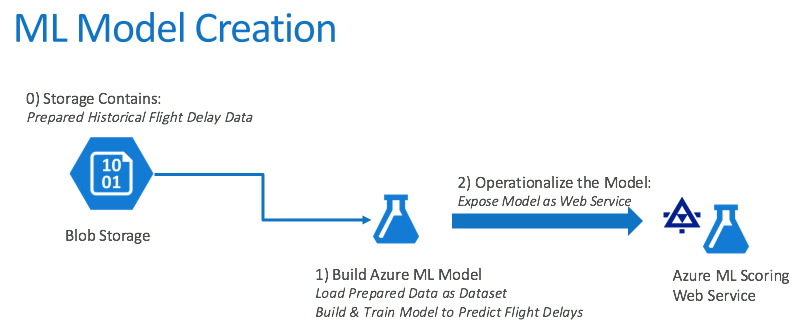 ML Model Creation
0) Storage Contains:
Prepared Historical Flight Delay Data
10
01
Blob Storage
2) Operationalize the Model:
Expose Model as Web Service
1) Build Azure ML Model
Load Prepared Data as Dataset
Build & Train Model to Predict Flight Delays
Azure ML Scoring
Web Service